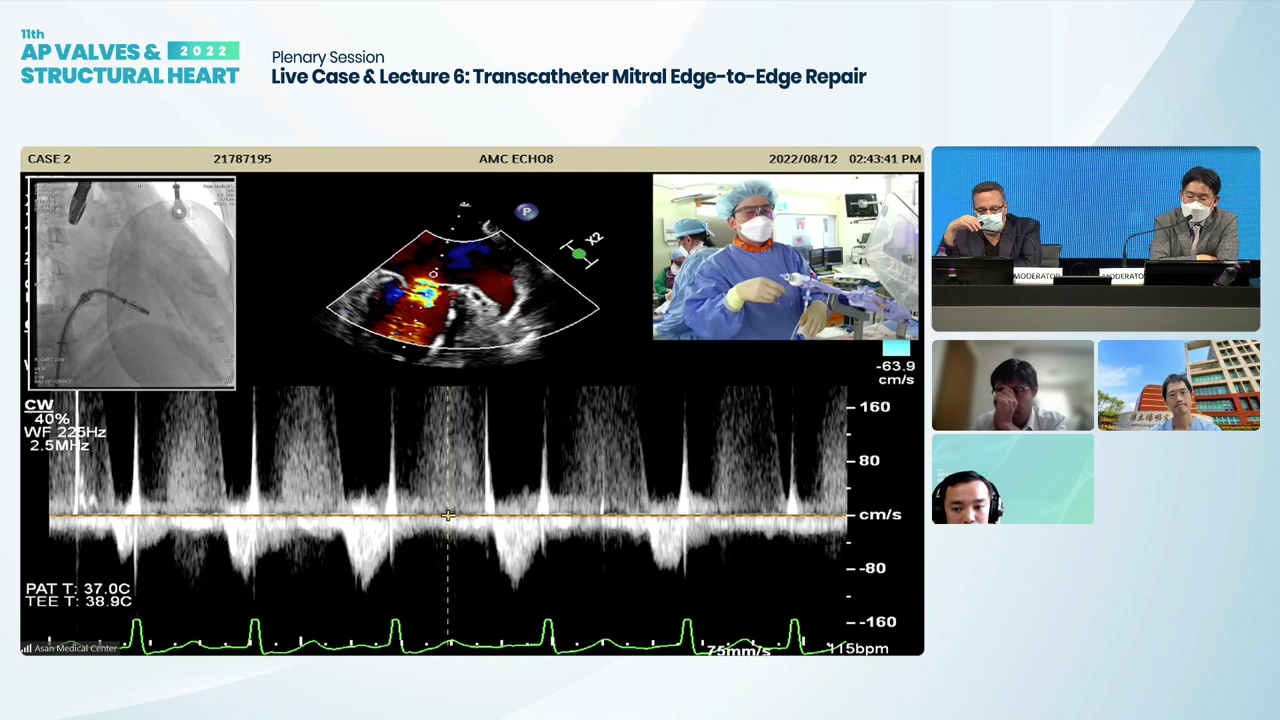 11th
AP VALVES & 2022
STRUCTURAL HEART
Plenary Session
Live Case & Lecture 6: Transcatheter Mitral Edge-to-Edge Repair
CASE 2 21787195 AMC ECHO8 2022/08/12 02:43:41 PM
P
X2
-63.9
cm/s
CW
40%
WF 225Hz
2.5MHz
160
80
cm/s
-80
-160
PAT T: 37.0C
TEE T: 38.9C
75mm/s
115bpm
Asan Medical Center
MODERATOR
MODERATOR